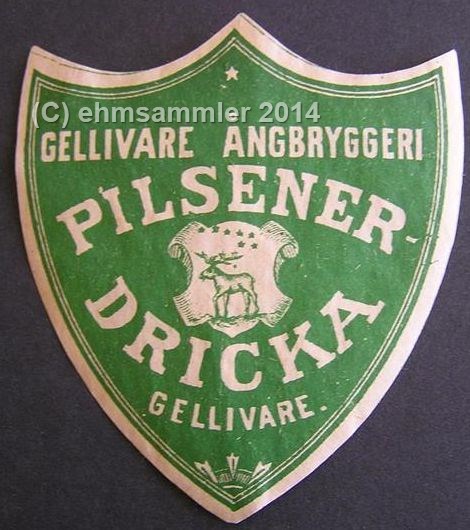 (C) ehmsammler 2014
GELLIVARE ANGBRYGGERI
PILSENER-
DRICKA
GELLIVARE.